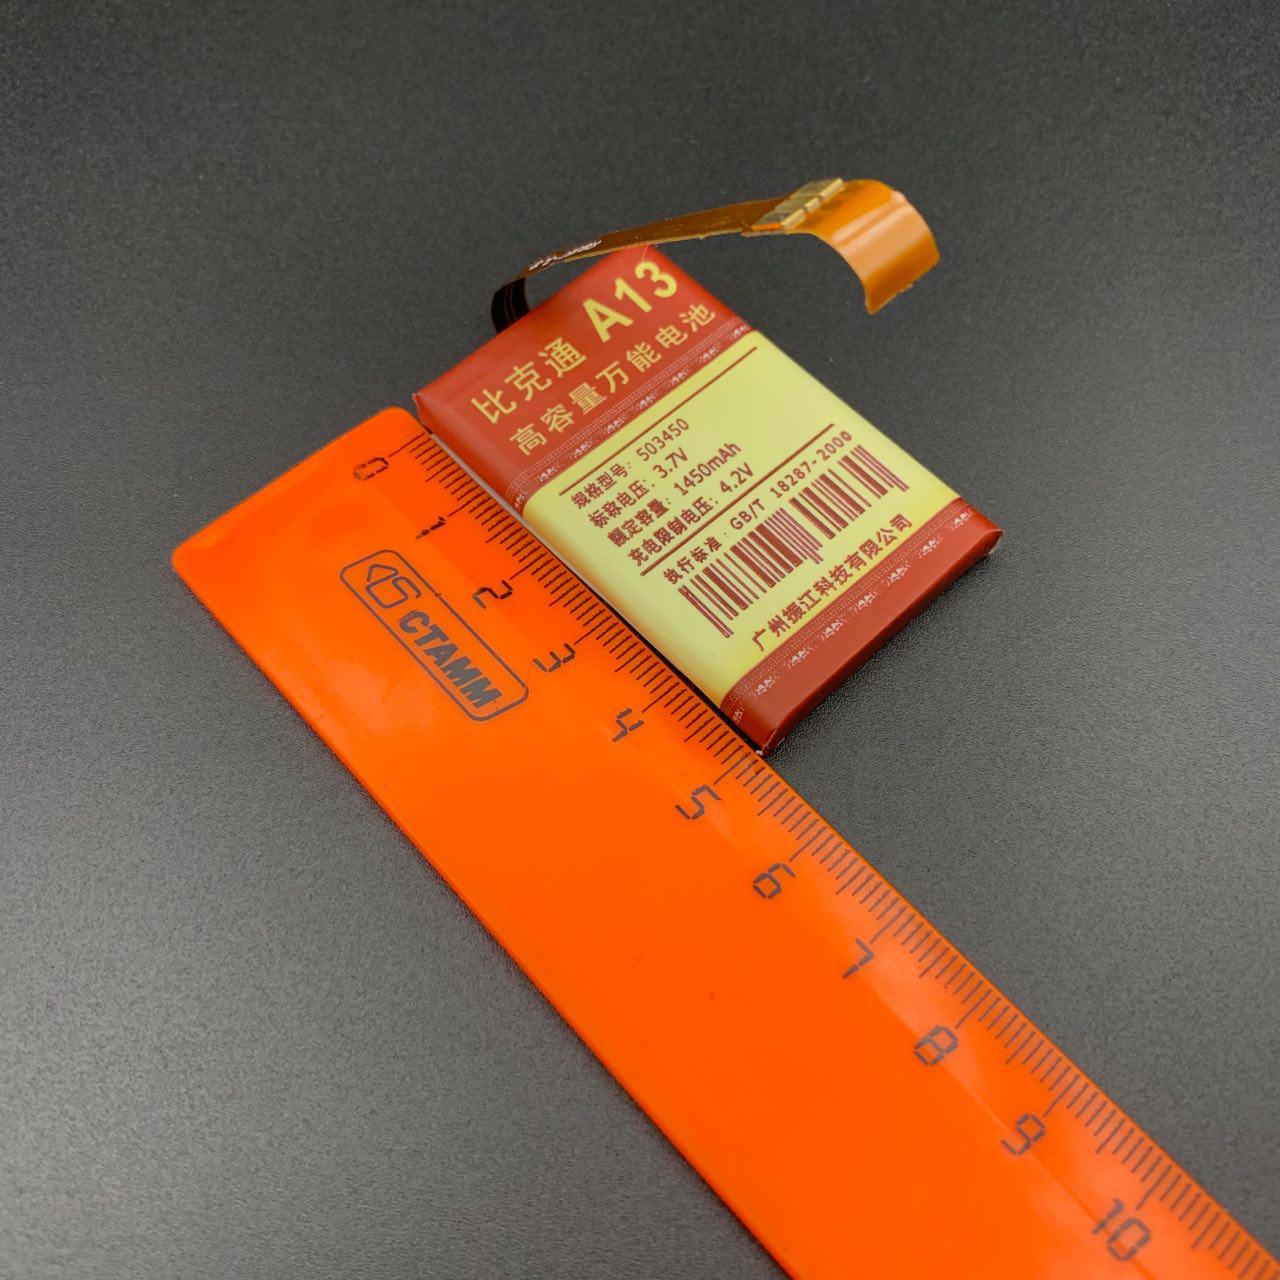 比克通 A13
高容量万能电池
规格型号: 503450
标称电压: 3.7V
额定容量: 1450mAh
充电限制电压: 4.2V
执行标准: GB/T 18287-2000
广州振江科技有限公司
0 1 2 3 4 5 6 7 8 9 10
СТАММ